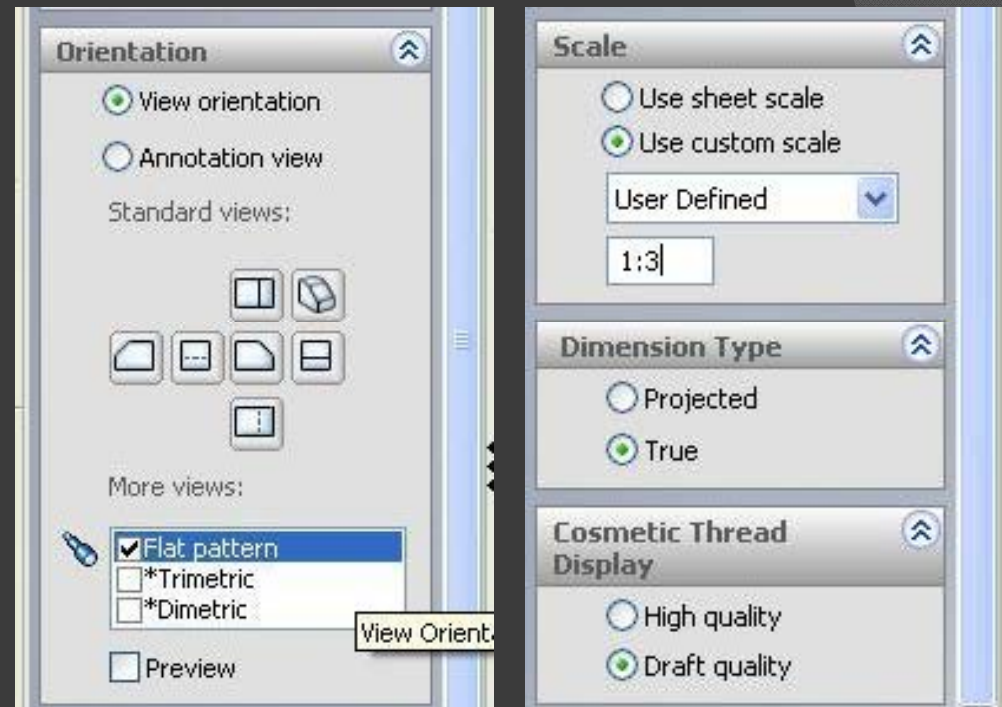 Orientation
View orientation
Annotation view
Standard views:
More views:
Flat pattern
*Trimetric
*Dimetric
View Orient
Preview
Scale
Use sheet scale
Use custom scale
User Defined
1:3
Dimension Type
Projected
True
Cosmetic Thread
Display
High quality
Draft quality